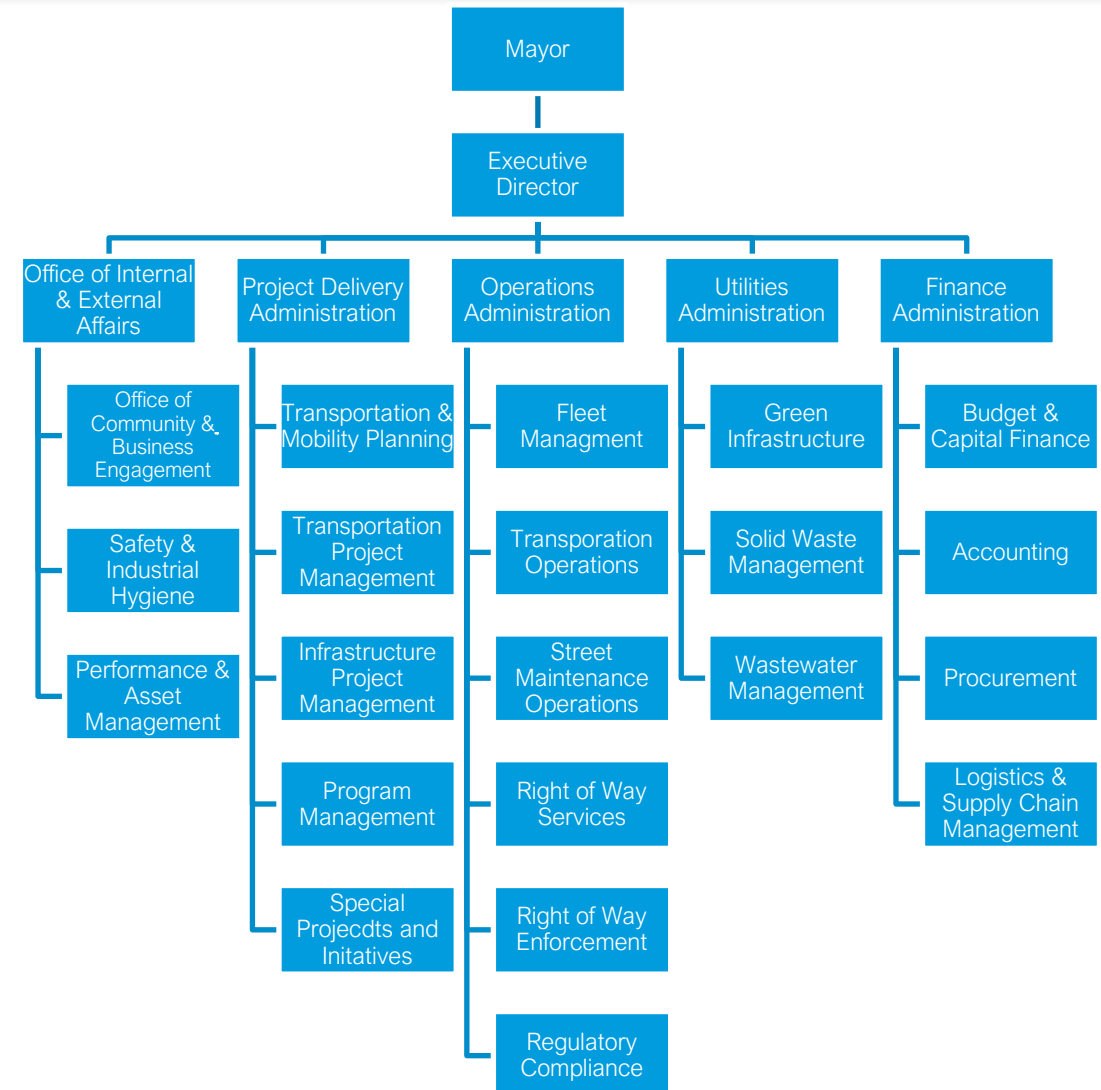 Mayor
Executive
Director
Office of Internal
& External
Affairs
Office of
Community &
Business
Engagement
Safety &
Industrial
Hygiene
Performance &
Asset
Management
Project Delivery
Administration
Transportation &
Mobility Planning
Transportation
Project
Management
Infrastructure
Project
Management
Program
Management
Special
Projecdts and
Initatives
Operations
Administration
Fleet
Managment
Transporation
Operations
Street
Maintenance
Operations
Right of Way
Services
Right of Way
Enforcement
Regulatory
Compliance
Utilities
Administration
Green
Infrastructure
Solid Waste
Management
Wastewater
Management
Finance
Administration
Budget &
Capital Finance
Accounting
Procurement
Logistics &
Supply Chain
Management